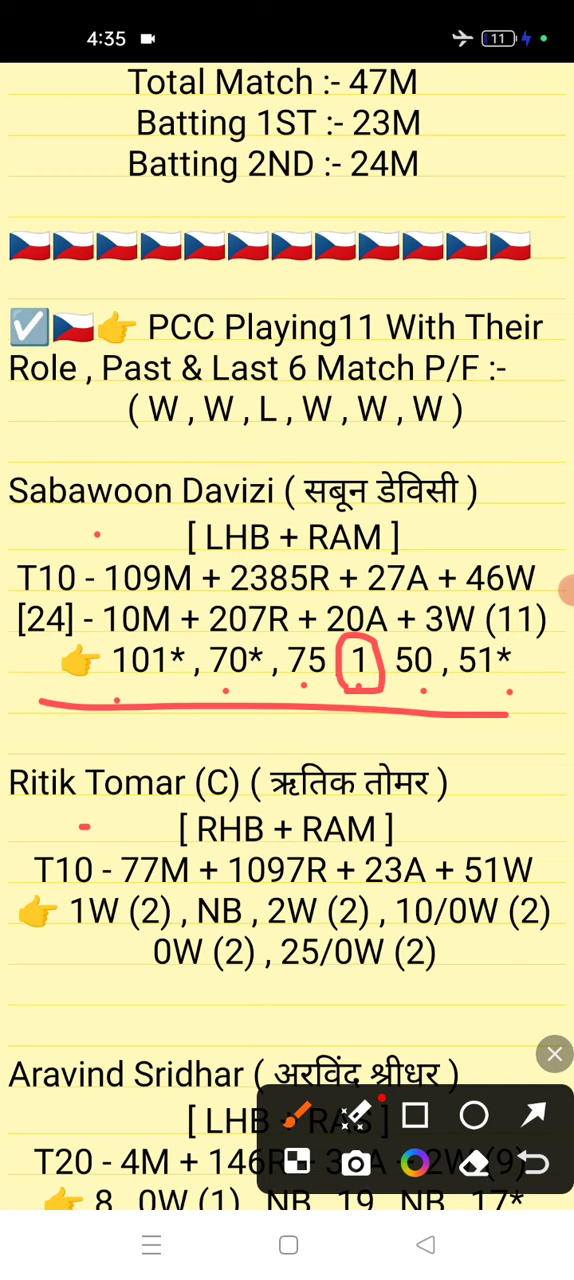 4:35
11
Total Match :- 47M
Batting 1ST :- 23M
Batting 2ND :- 24M
🇨🇿🇨🇿🇨🇿🇨🇿🇨🇿🇨🇿🇨🇿🇨🇿🇨🇿🇨🇿🇨🇿🇨🇿
☑️🇨🇿👉 PCC Playing11 With Their
Role , Past & Last 6 Match P/F :-
( W , W , L , W , W , W )
Sabawoon Davizi ( सबून डेविसी )
[ LHB + RAM ]
T10 - 109M + 2385R + 27A + 46W
[24] - 10M + 207R + 20A + 3W (11)
👉 101* , 70* , 75 1 50 , 51*
Ritik Tomar (C) ( ऋतिक तोमर )
[ RHB + RAM ]
T10 - 77M + 1097R + 23A + 51W
👉 1W (2) , NB , 2W (2) , 10/0W (2)
0W (2) , 25/0W (2)
Aravind Sridhar ( अरविंद श्रीधर )
[ LHB + RAS ]
T20 - 4M + 146R 2W (9)
👉 8 0W (1) NB 19 NB 17*